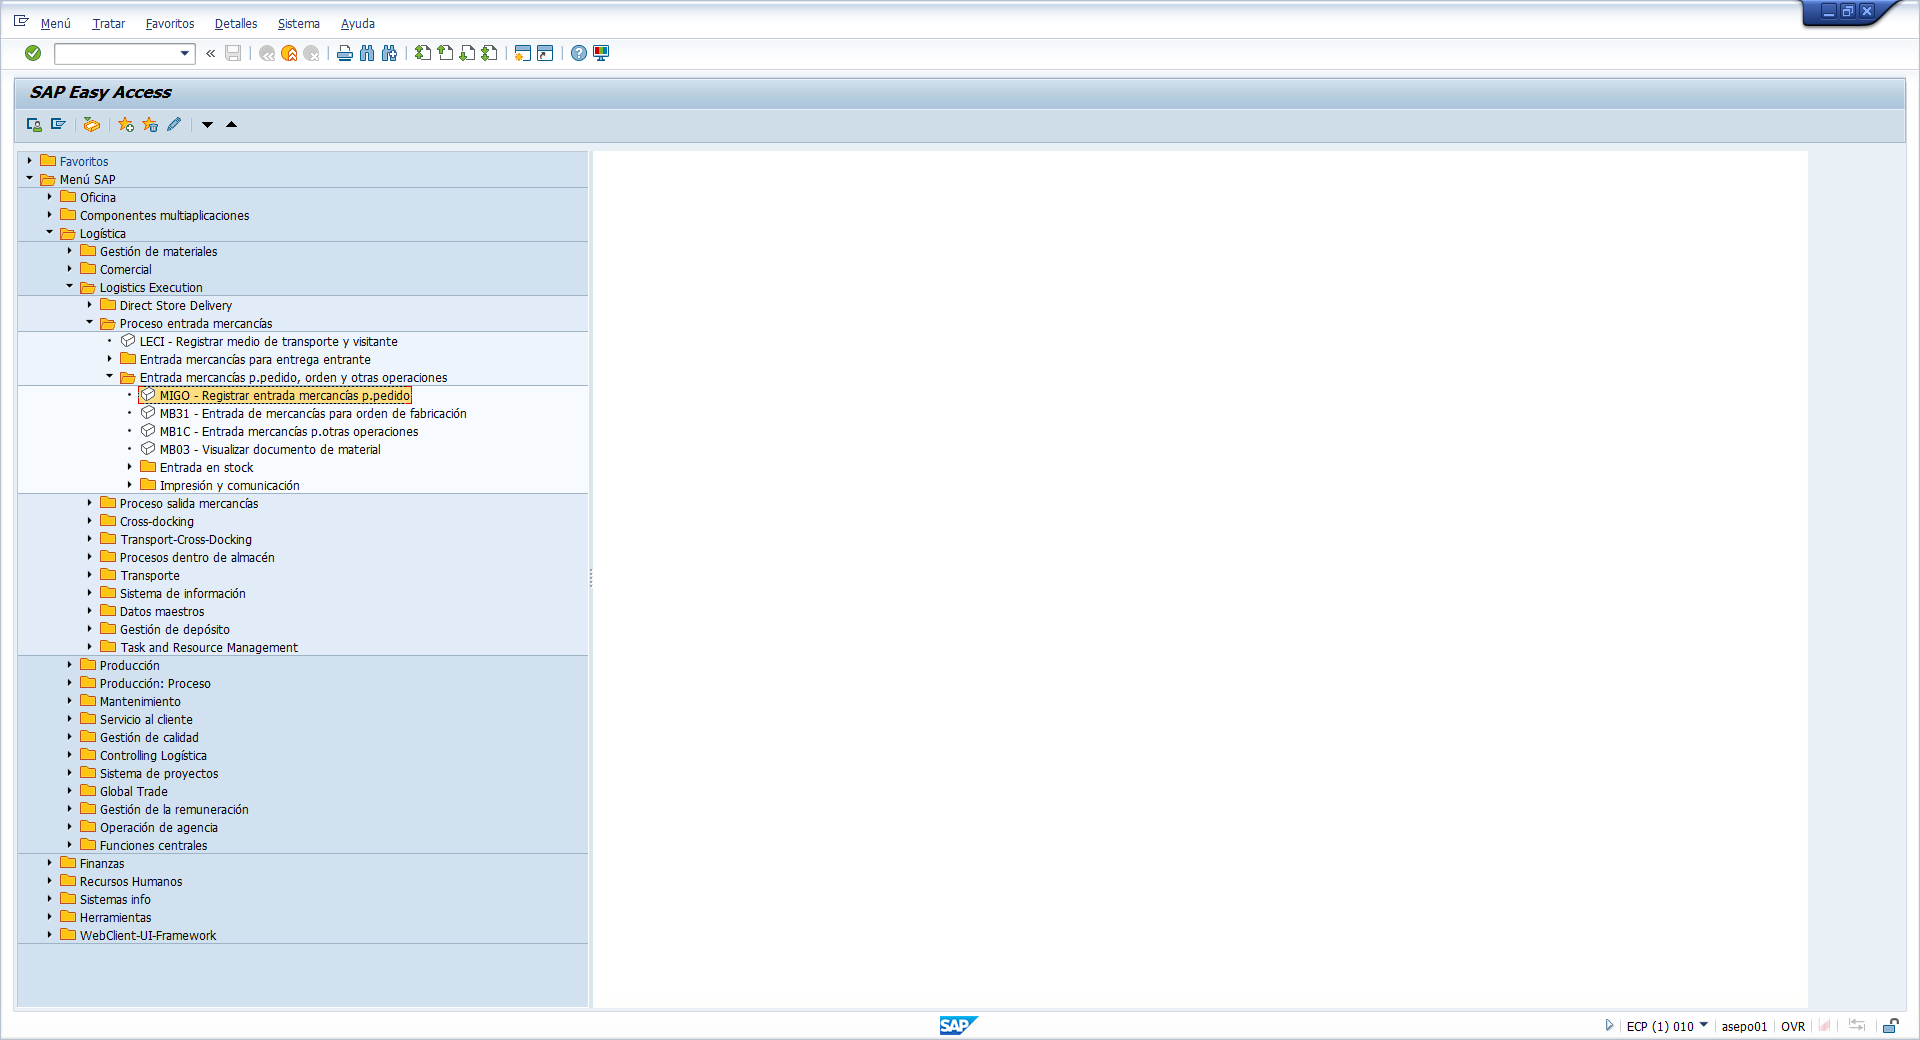 Menú Tratar Favoritos Detalles Sistema Ayuda
SAP Easy Access
Favoritos
Menú SAP
Oficina
Componentes multiaplicaciones
Logística
Gestión de materiales
Comercial
Logistics Execution
Direct Store Delivery
Proceso entrada mercancías
LECI - Registrar medio de transporte y visitante
Entrada mercancías para entrega entrante
Entrada mercancías p.pedido, orden y otras operaciones
MIGO - Registrar entrada mercancías p.pedido
MB31 - Entrada de mercancías para orden de fabricación
MB1C - Entrada mercancías p.otras operaciones
MB03 - Visualizar documento de material
Entrada en stock
Impresión y comunicación
Proceso salida mercancías
Cross-docking
Transport-Cross-Docking
Procesos dentro de almacén
Transporte
Sistema de información
Datos maestros
Gestión de depósito
Task and Resource Management
Producción
Producción: Proceso
Mantenimiento
Servicio al cliente
Gestión de calidad
Controlling Logística
Sistema de proyectos
Global Trade
Gestión de la remuneración
Operación de agencia
Funciones centrales
Finanzas
Recursos Humanos
Sistemas info
Herramientas
WebClient-UI-Framework
SAP
ECP (1) 010 asepo01 OVR